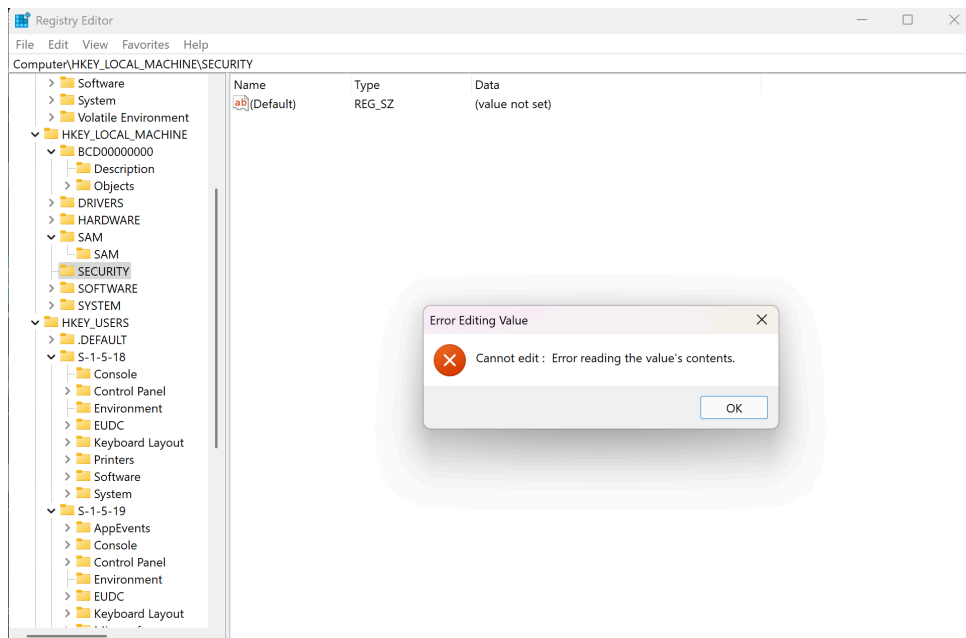 Registry Editor
File Edit View Favorites Help
Computer\HKEY_LOCAL_MACHINE\SECURITY
Name Type Data
ab (Default) REG_SZ (value not set)
Software
System
Volatile Environment
HKEY_LOCAL_MACHINE
BCD00000000
Description
Objects
DRIVERS
HARDWARE
SAM
SAM
SECURITY
SOFTWARE
SYSTEM
HKEY_USERS
.DEFAULT
S-1-5-18
Console
Control Panel
Environment
EUDC
Keyboard Layout
Printers
Software
System
S-1-5-19
AppEvents
Console
Control Panel
Environment
EUDC
Keyboard Layout
Error Editing Value
Cannot edit : Error reading the value's contents.
OK